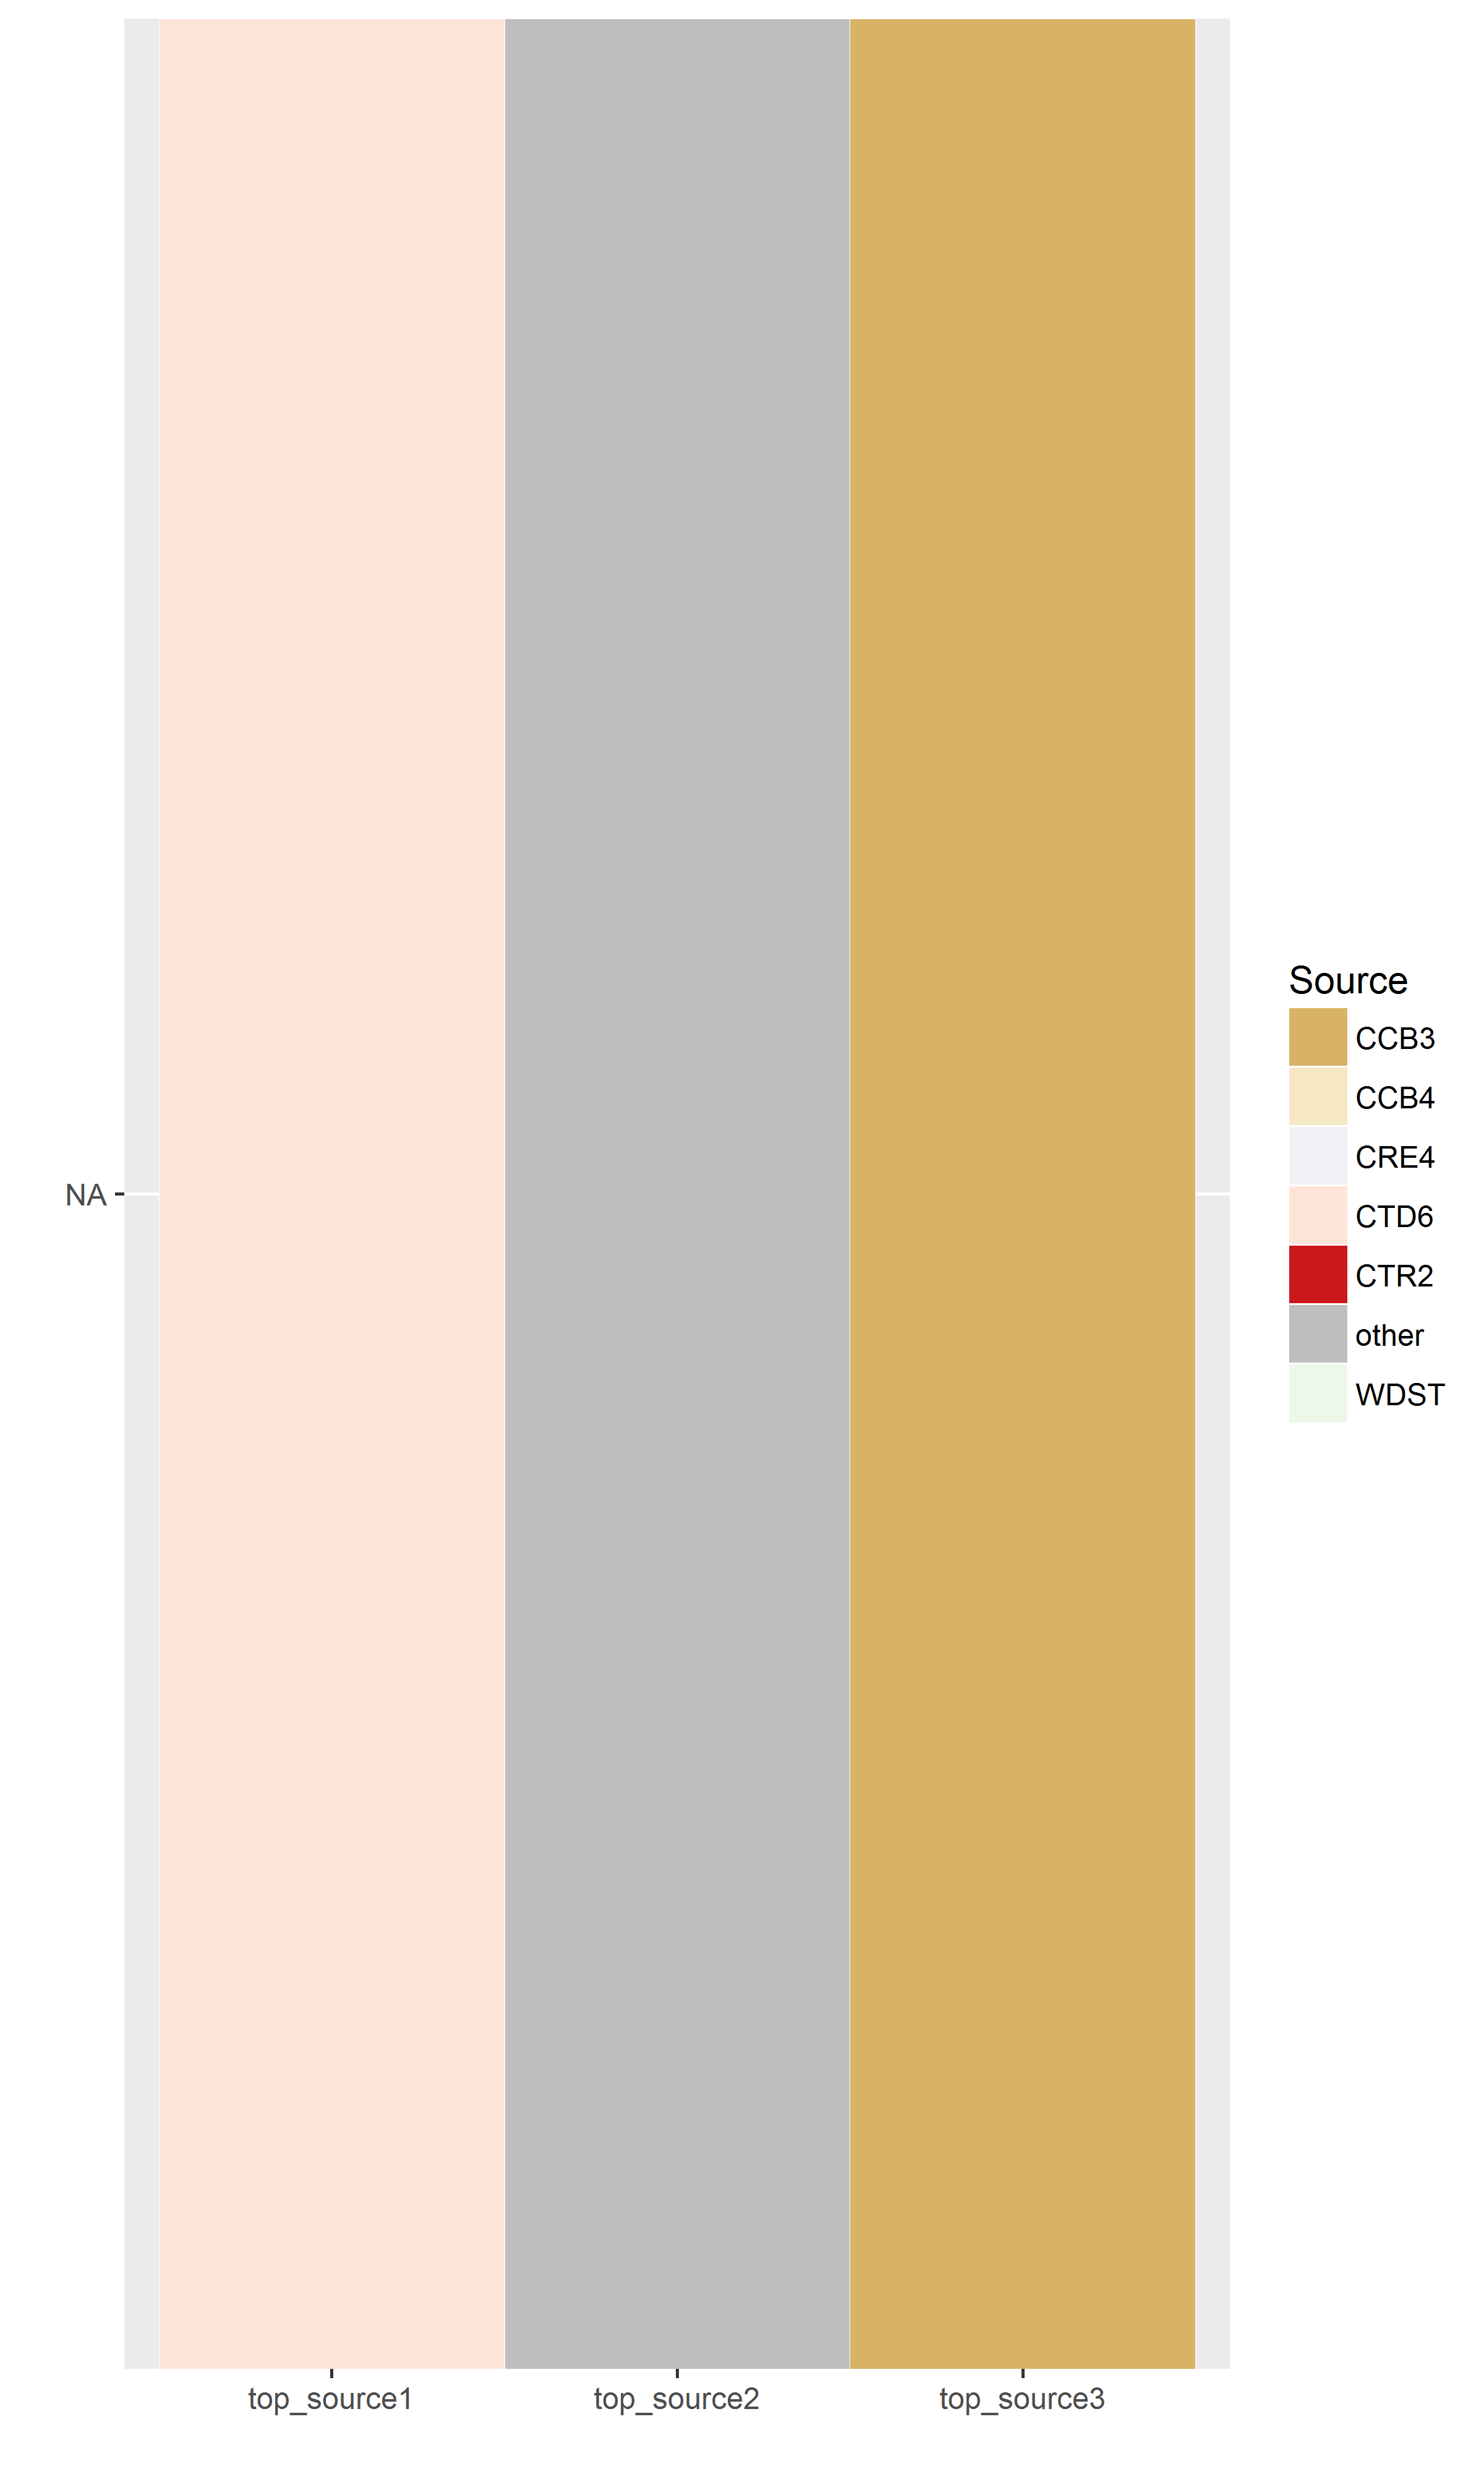 Source
CCB3
CCB4
CRE4
CTD6
CTR2
other
WDST
NA
top_source1 top_source2 top_source3